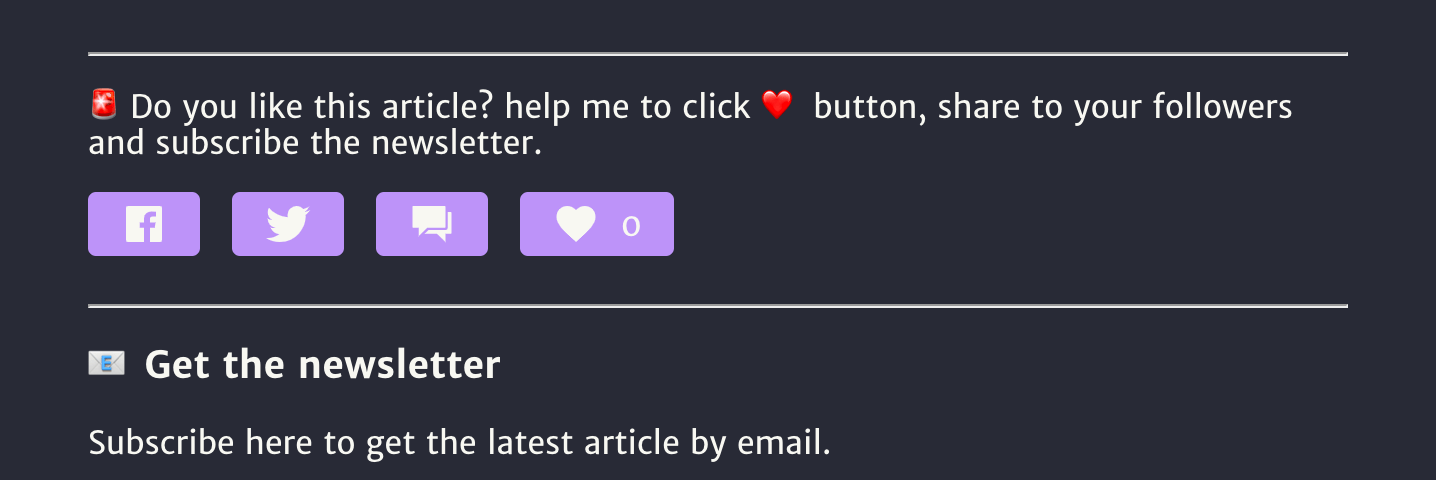 🚨 Do you like this article? help me to click ❤️ button, share to your followers
and subscribe the newsletter.
0
📧 Get the newsletter
Subscribe here to get the latest article by email.